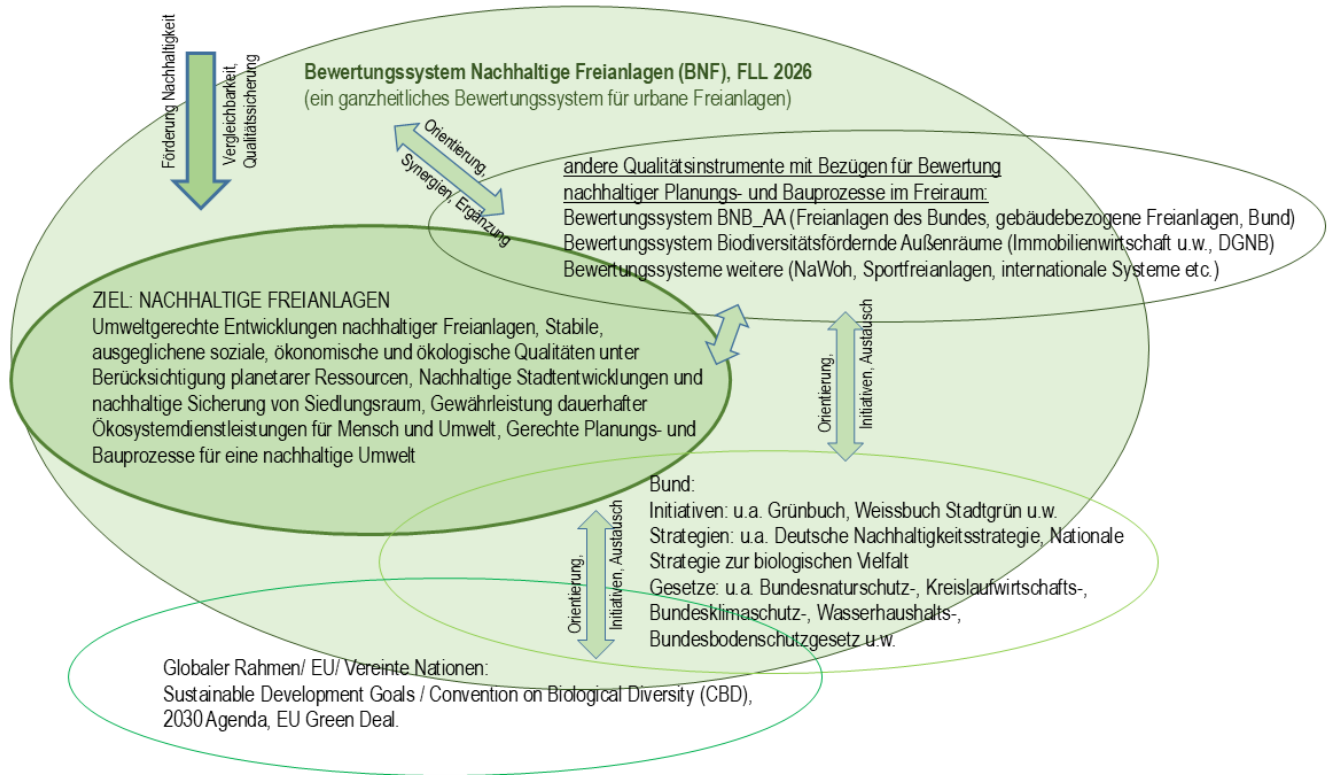 Förderung Nachhaltigkeit
Vergleichbarkeit,
Qualitätssicherung
Bewertungssystem Nachhaltige Freianlagen (BNF), FLL 2026
(ein ganzheitliches Bewertungssystem für urbane Freianlagen)
Orientierung,
Synergien, Ergänzung
andere Qualitätsinstrumente mit Bezügen für Bewertung
nachhaltiger Planungs- und Bauprozesse im Freiraum:
Bewertungssystem BNB_AA (Freianlagen des Bundes, gebäudebezogene Freianlagen, Bund)
Bewertungssystem Biodiversitätsfördernde Außenräume (Immobilienwirtschaft u.w., DGNB)
Bewertungssysteme weitere (NaWoh, Sportfreianlagen, internationale Systeme etc.)
ZIEL: NACHHALTIGE FREIANLAGEN
Umweltgerechte Entwicklungen nachhaltiger Freianlagen, Stabile,
ausgeglichene soziale, ökonomische und ökologische Qualitäten unter
Berücksichtigung planetarer Ressourcen, Nachhaltige Stadtentwicklungen und
nachhaltige Sicherung von Siedlungsraum, Gewährleistung dauerhafter
Ökosystemdienstleistungen für Mensch und Umwelt, Gerechte Planungs- und
Bauprozesse für eine nachhaltige Umwelt
Orientierung,
Initiativen, Austausch
Bund:
Initiativen: u.a. Grünbuch, Weissbuch Stadtgrün u.w.
Strategien: u.a. Deutsche Nachhaltigkeitsstrategie, Nationale
Strategie zur biologischen Vielfalt
Gesetze: u.a. Bundesnaturschutz-, Kreislaufwirtschafts-,
Bundesklimaschutz-, Wasserhaushalts-,
Bundesbodenschutzgesetz u.w.
Orientierung,
Initiativen, Austausch
Globaler Rahmen/ EU/ Vereinte Nationen:
Sustainable Development Goals / Convention on Biological Diversity (CBD),
2030 Agenda, EU Green Deal.